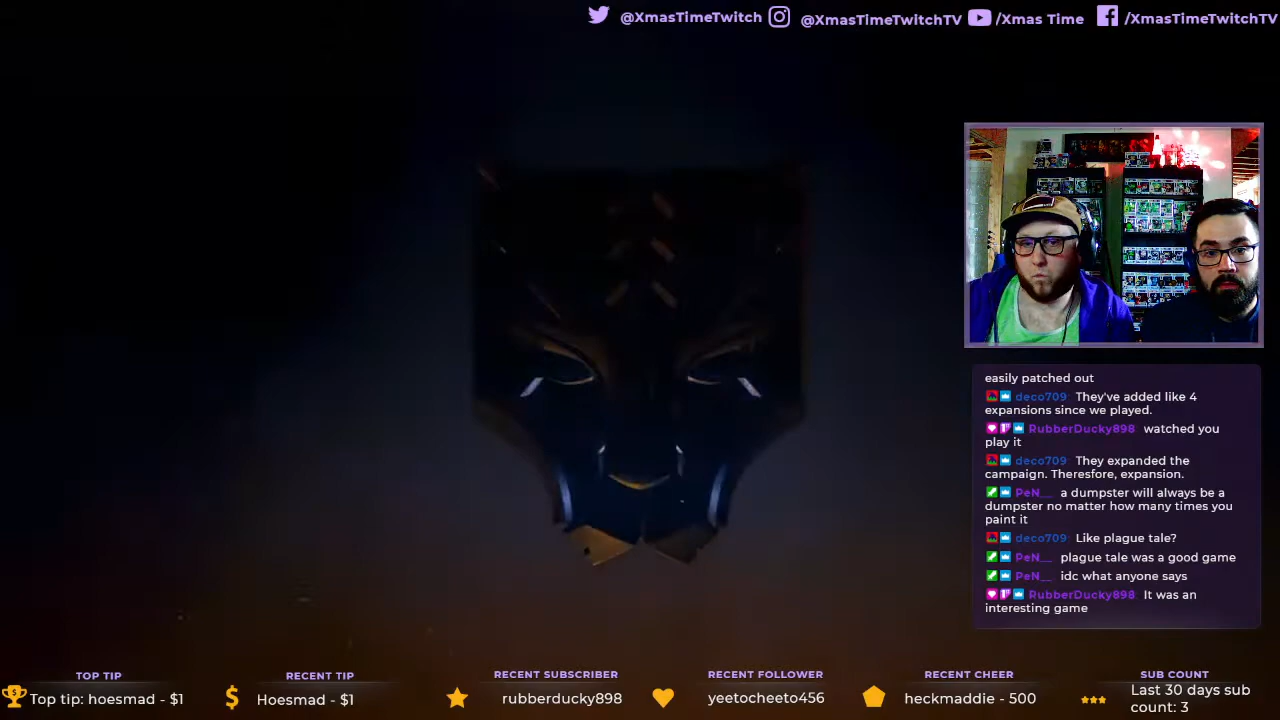 @XmasTimeTwitch @XmasTimeTwitchTV /Xmas Time /XmasTimeTwitchTV
easily patched out
deco709: They've added like 4
expansions since we played.
RubberDucky898: watched you
play it
deco709: They expanded the
campaign. Theresfore, expansion.
PeN__ a dumpster will always be a
dumpster no matter how many times you
paint it
deco709: Like plague tale?
PeN__ plague tale was a good game
PeN__ idc what anyone says
RubberDucky898: It was an
interesting game
TOP TIP
Top tip: hoesmad - $1
RECENT TIP
Hoesmad - $1
RECENT SUBSCRIBER
rubberducky898
RECENT FOLLOWER
yeetocheeto456
RECENT CHEER
heckmaddie - 500
SUB COUNT
Last 30 days sub
count: 3